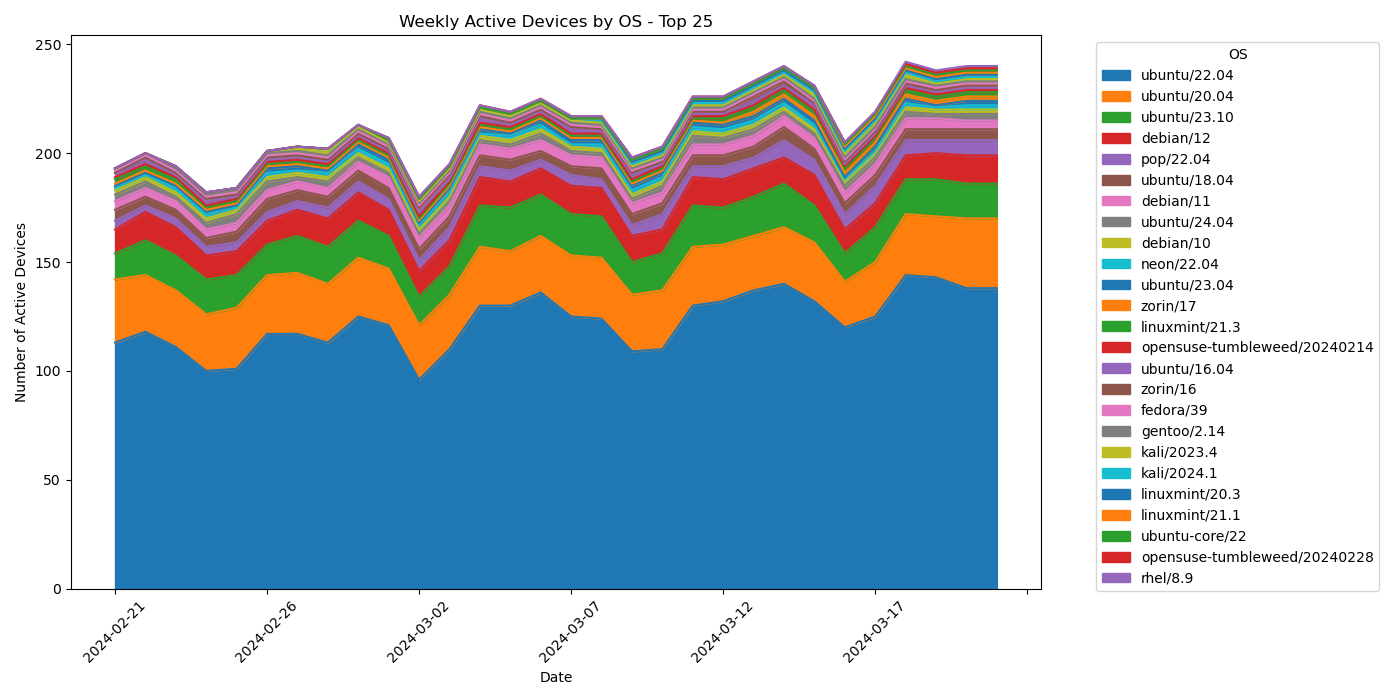 Weekly Active Devices by OS - Top 25
Number of Active Devices
250
200
150
100
50
0
2024-02-21
2024-02-26
2024-03-02
2024-03-07
2024-03-12
2024-03-17
Date
OS
ubuntu/22.04
ubuntu/20.04
ubuntu/23.10
debian/12
pop/22.04
ubuntu/18.04
debian/11
ubuntu/24.04
debian/10
neon/22.04
ubuntu/23.04
zorin/17
linuxmint/21.3
opensuse-tumbleweed/20240214
ubuntu/16.04
zorin/16
fedora/39
gentoo/2.14
kali/2023.4
kali/2024.1
linuxmint/20.3
linuxmint/21.1
ubuntu-core/22
opensuse-tumbleweed/20240228
rhel/8.9